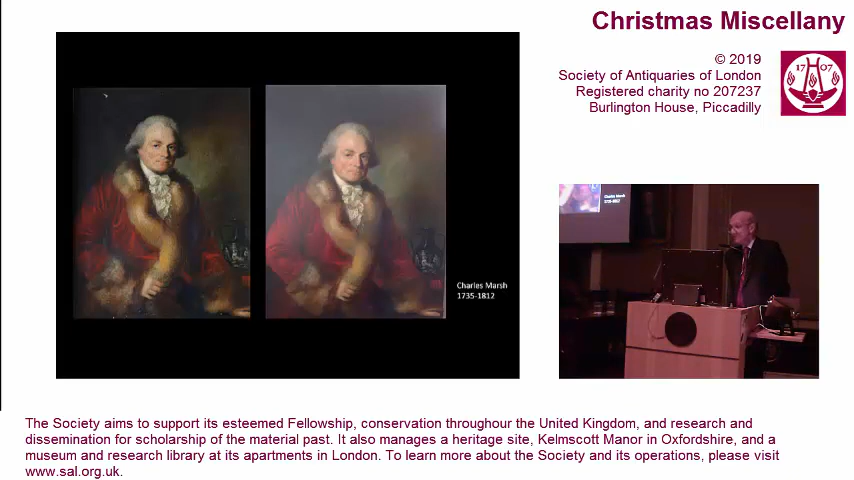 Christmas Miscellany
© 2019
Society of Antiquaries of London
Registered charity no 207237
Burlington House, Piccadilly
17 07
Charles Marsh
1735-1812
Charles Marsh
1735-1812
The Society aims to support its esteemed Fellowship, conservation throughour the United Kingdom, and research and
dissemination for scholarship of the material past. It also manages a heritage site, Kelmscott Manor in Oxfordshire, and a
museum and research library at its apartments in London. To learn more about the Society and its operations, please visit
www.sal.org.uk.